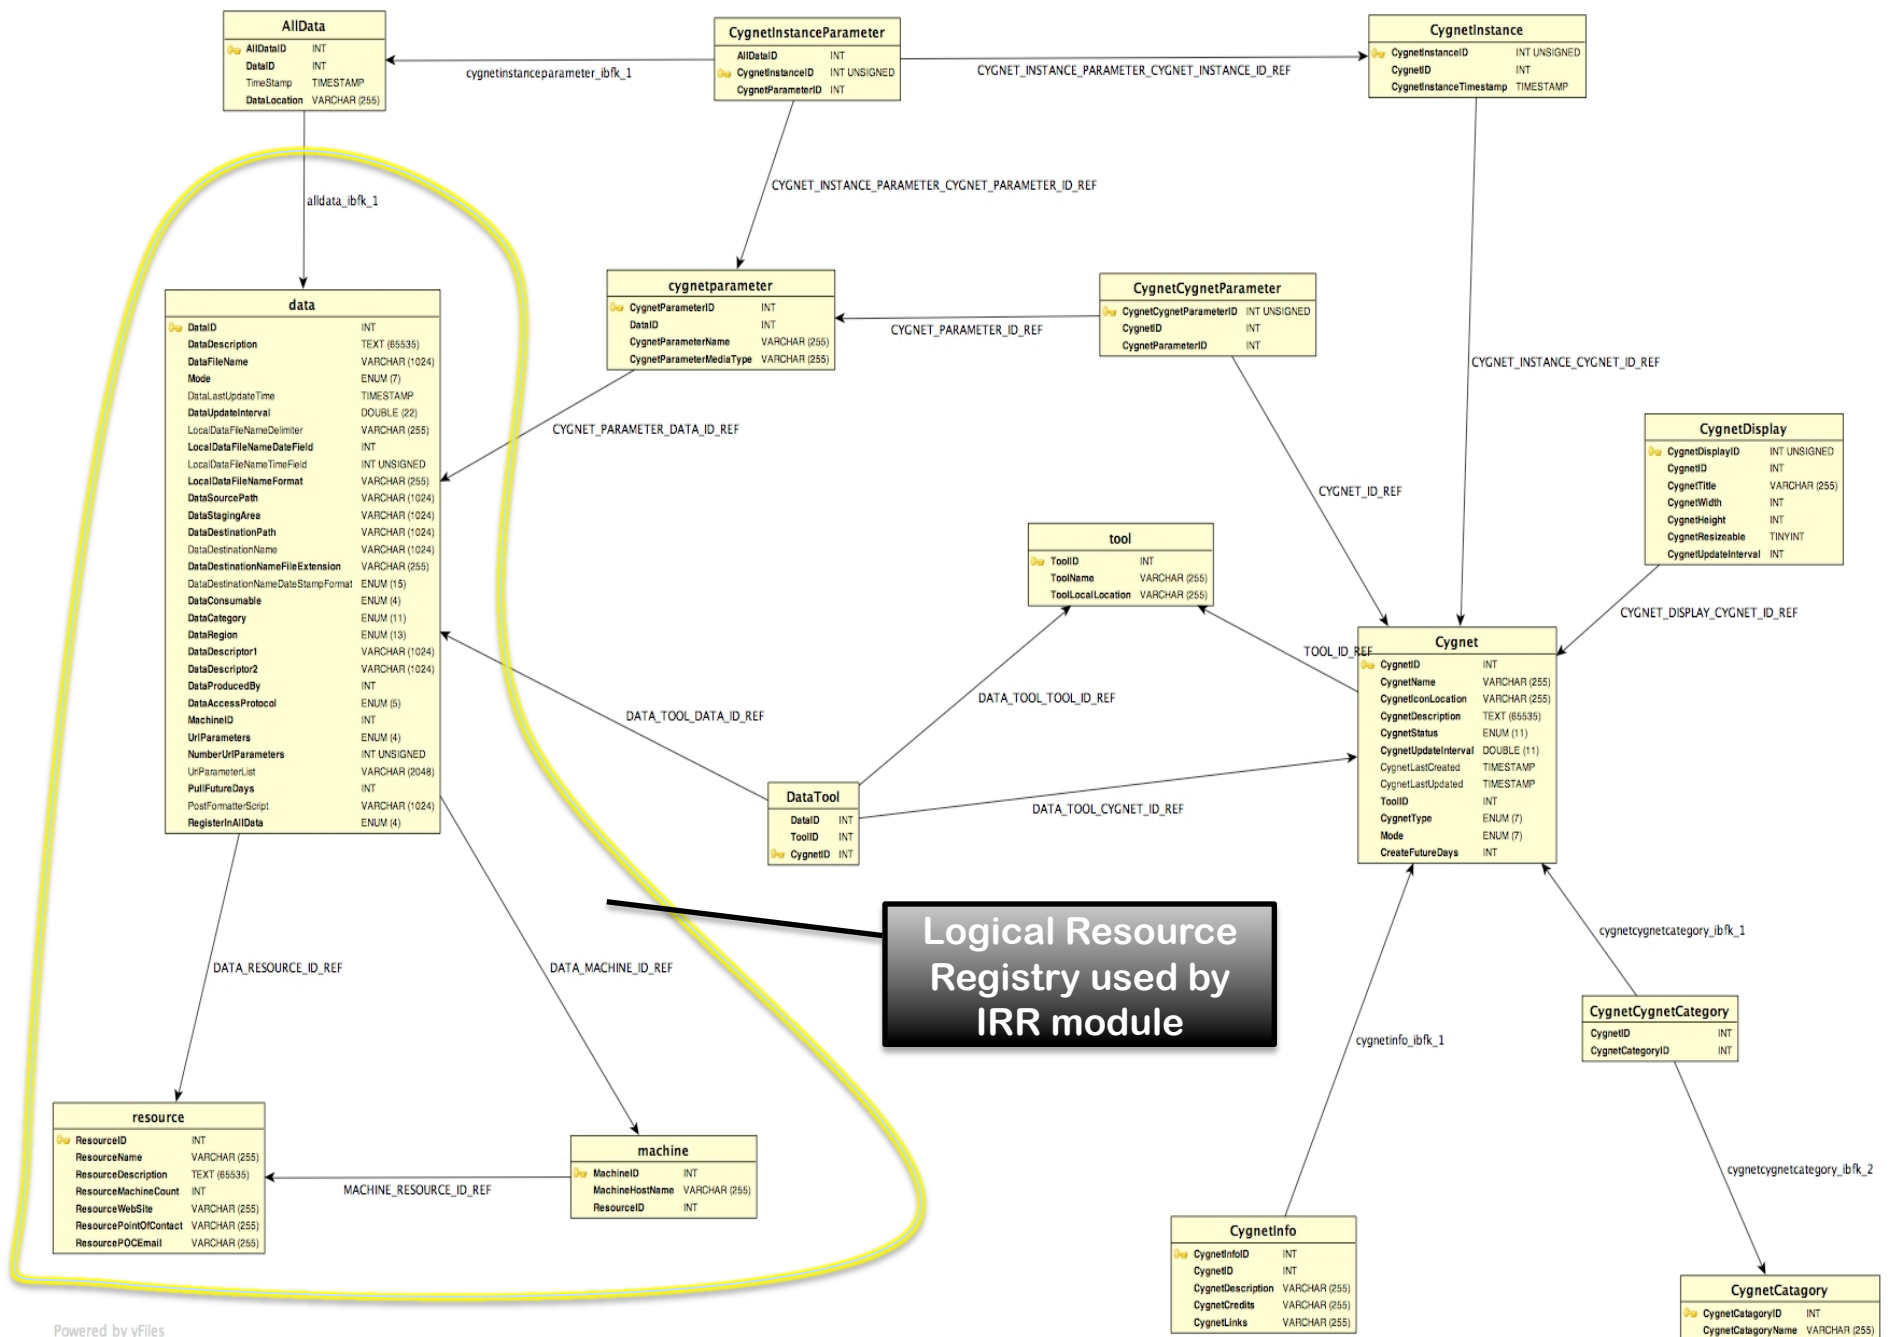 AllData
AllDataID INT
DataID INT
TimeStamp TIMESTAMP
DataLocation VARCHAR (255)
cygnetinstanceparameter_ibfk_1
CygnetInstanceParameter
AllDataID INT
CygnetInstanceID INT UNSIGNED
CygnetParameterID INT
CYGNET_INSTANCE_PARAMETER_CYGNET_INSTANCE_ID_REF
CygnetInstance
CygnetInstanceID INT UNSIGNED
CygnetID INT
CygnetInstanceTimestamp TIMESTAMP
alldata_ibfk_1
CYGNET_INSTANCE_PARAMETER_CYGNET_PARAMETER_ID_REF
data
DataID INT
DataDescription TEXT (65535)
DataFileName VARCHAR (1024)
Mode ENUM (7)
DataLastUpdateTime TIMESTAMP
DataUpdateInterval DOUBLE (22)
LocalDataFileNameDelimiter VARCHAR (255)
LocalDataFileNameDateField INT
LocalDataFileNameTimeField INT UNSIGNED
LocalDataFileNameFormat VARCHAR (255)
DataSourcePath VARCHAR (1024)
DataStagingArea VARCHAR (1024)
DataDestinationPath VARCHAR (1024)
DataDestinationName VARCHAR (1024)
DataDestinationNameFileExtension VARCHAR (255)
DataDestinationNameDateStampFormat ENUM (15)
DataConsumable ENUM (4)
DataCategory ENUM (11)
DataRegion ENUM (13)
DataDescriptor1 VARCHAR (1024)
DataDescriptor2 VARCHAR (1024)
DataProducedBy INT
DataAccessProtocol ENUM (5)
MachineID INT
UrlParameters ENUM (4)
NumberUrlParameters INT UNSIGNED
UrlParameterList VARCHAR (2048)
PullFutureDays INT
PostFormatterScript VARCHAR (1024)
RegisterInAllData ENUM (4)
cygnetparameter
CygnetParameterID INT
DataID INT
CygnetParameterName VARCHAR (255)
CygnetParameterMediaType VARCHAR (255)
CYGNET_PARAMETER_ID_REF
CygnetCygnetParameter
CygnetCygnetParameterID INT UNSIGNED
CygnetID INT
CygnetParameterID INT
CYGNET_INSTANCE_CYGNET_ID_REF
CYGNET_PARAMETER_DATA_ID_REF
CYGNET_ID_REF
CygnetDisplay
CygnetDisplayID INT UNSIGNED
CygnetID INT
CygnetTitle VARCHAR (255)
CygnetWidth INT
CygnetHeight INT
CygnetResizeable TINYINT
CygnetUpdateInterval INT
CYGNET_DISPLAY_CYGNET_ID_REF
tool
ToolID INT
ToolName VARCHAR (255)
ToolLocalLocation VARCHAR (255)
TOOL_ID_REF
Cygnet
CygnetID INT
CygnetName VARCHAR (255)
CygnetIconLocation VARCHAR (255)
CygnetDescription TEXT (65535)
CygnetStatus ENUM (11)
CygnetUpdateInterval DOUBLE (11)
CygnetLastCreated TIMESTAMP
CygnetLastUpdated TIMESTAMP
ToolID INT
CygnetType ENUM (7)
Mode ENUM (7)
CreateFutureDays INT
DATA_TOOL_DATA_ID_REF
DATA_TOOL_TOOL_ID_REF
DataTool
DataID INT
ToolID INT
CygnetID INT
DATA_TOOL_CYGNET_ID_REF
Logical Resource
Registry used by
IRR module
DATA_RESOURCE_ID_REF
DATA_MACHINE_ID_REF
cygnetcygnetcategory_ibfk_1
CygnetCygnetCategory
CygnetID INT
CygnetCategoryID INT
cygnetinfo_ibfk_1
cygnetcygnetcategory_ibfk_2
resource
ResourceID INT
ResourceName VARCHAR (255)
ResourceDescription TEXT (65535)
ResourceMachineCount INT
ResourceWebSite VARCHAR (255)
ResourcePointOfContact VARCHAR (255)
ResourcePOCEmail VARCHAR (255)
MACHINE_RESOURCE_ID_REF
machine
MachineID INT
MachineHostName VARCHAR (255)
ResourceID INT
CygnetInfo
CygnetInfoID INT
CygnetID INT
CygnetDescription VARCHAR (255)
CygnetCredits VARCHAR (255)
CygnetLinks VARCHAR (255)
CygnetCatagory
CygnetCatagoryID INT
CygnetCatagoryName VARCHAR (255)
Powered by yFiles